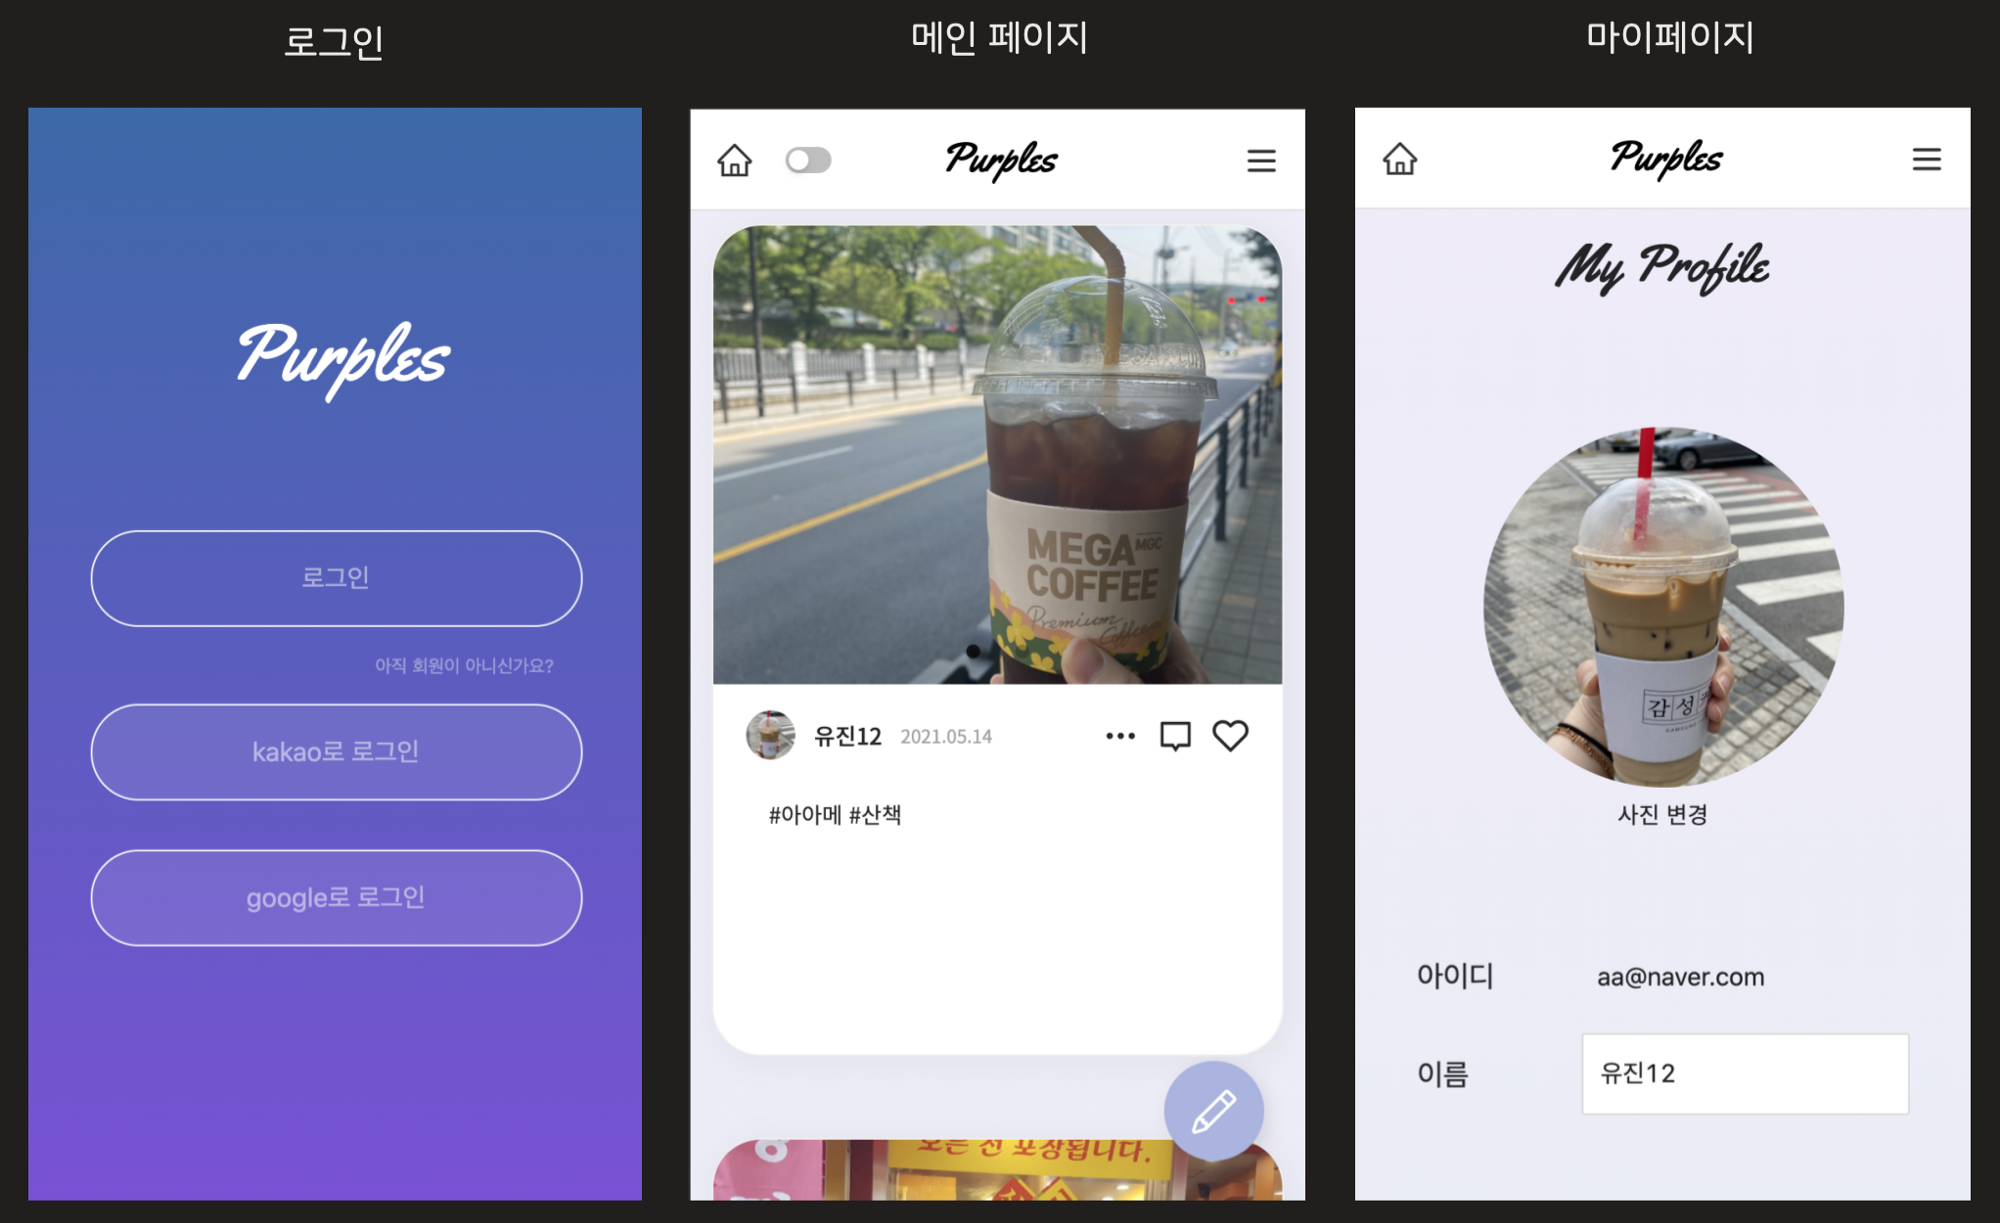 로그인
메인 페이지
마이페이지
Purples
로그인
아직 회원이 아니신가요?
kakao로 로그인
google로 로그인
Purples
MEGA MGC
COFFEE
Premium
Coffee
유진12 2021.05.14
#아아메 #산책
모든 전 포장됩니다.
Purples
My Profile
감성
사진 변경
아이디 aa@naver.com
이름 유진12